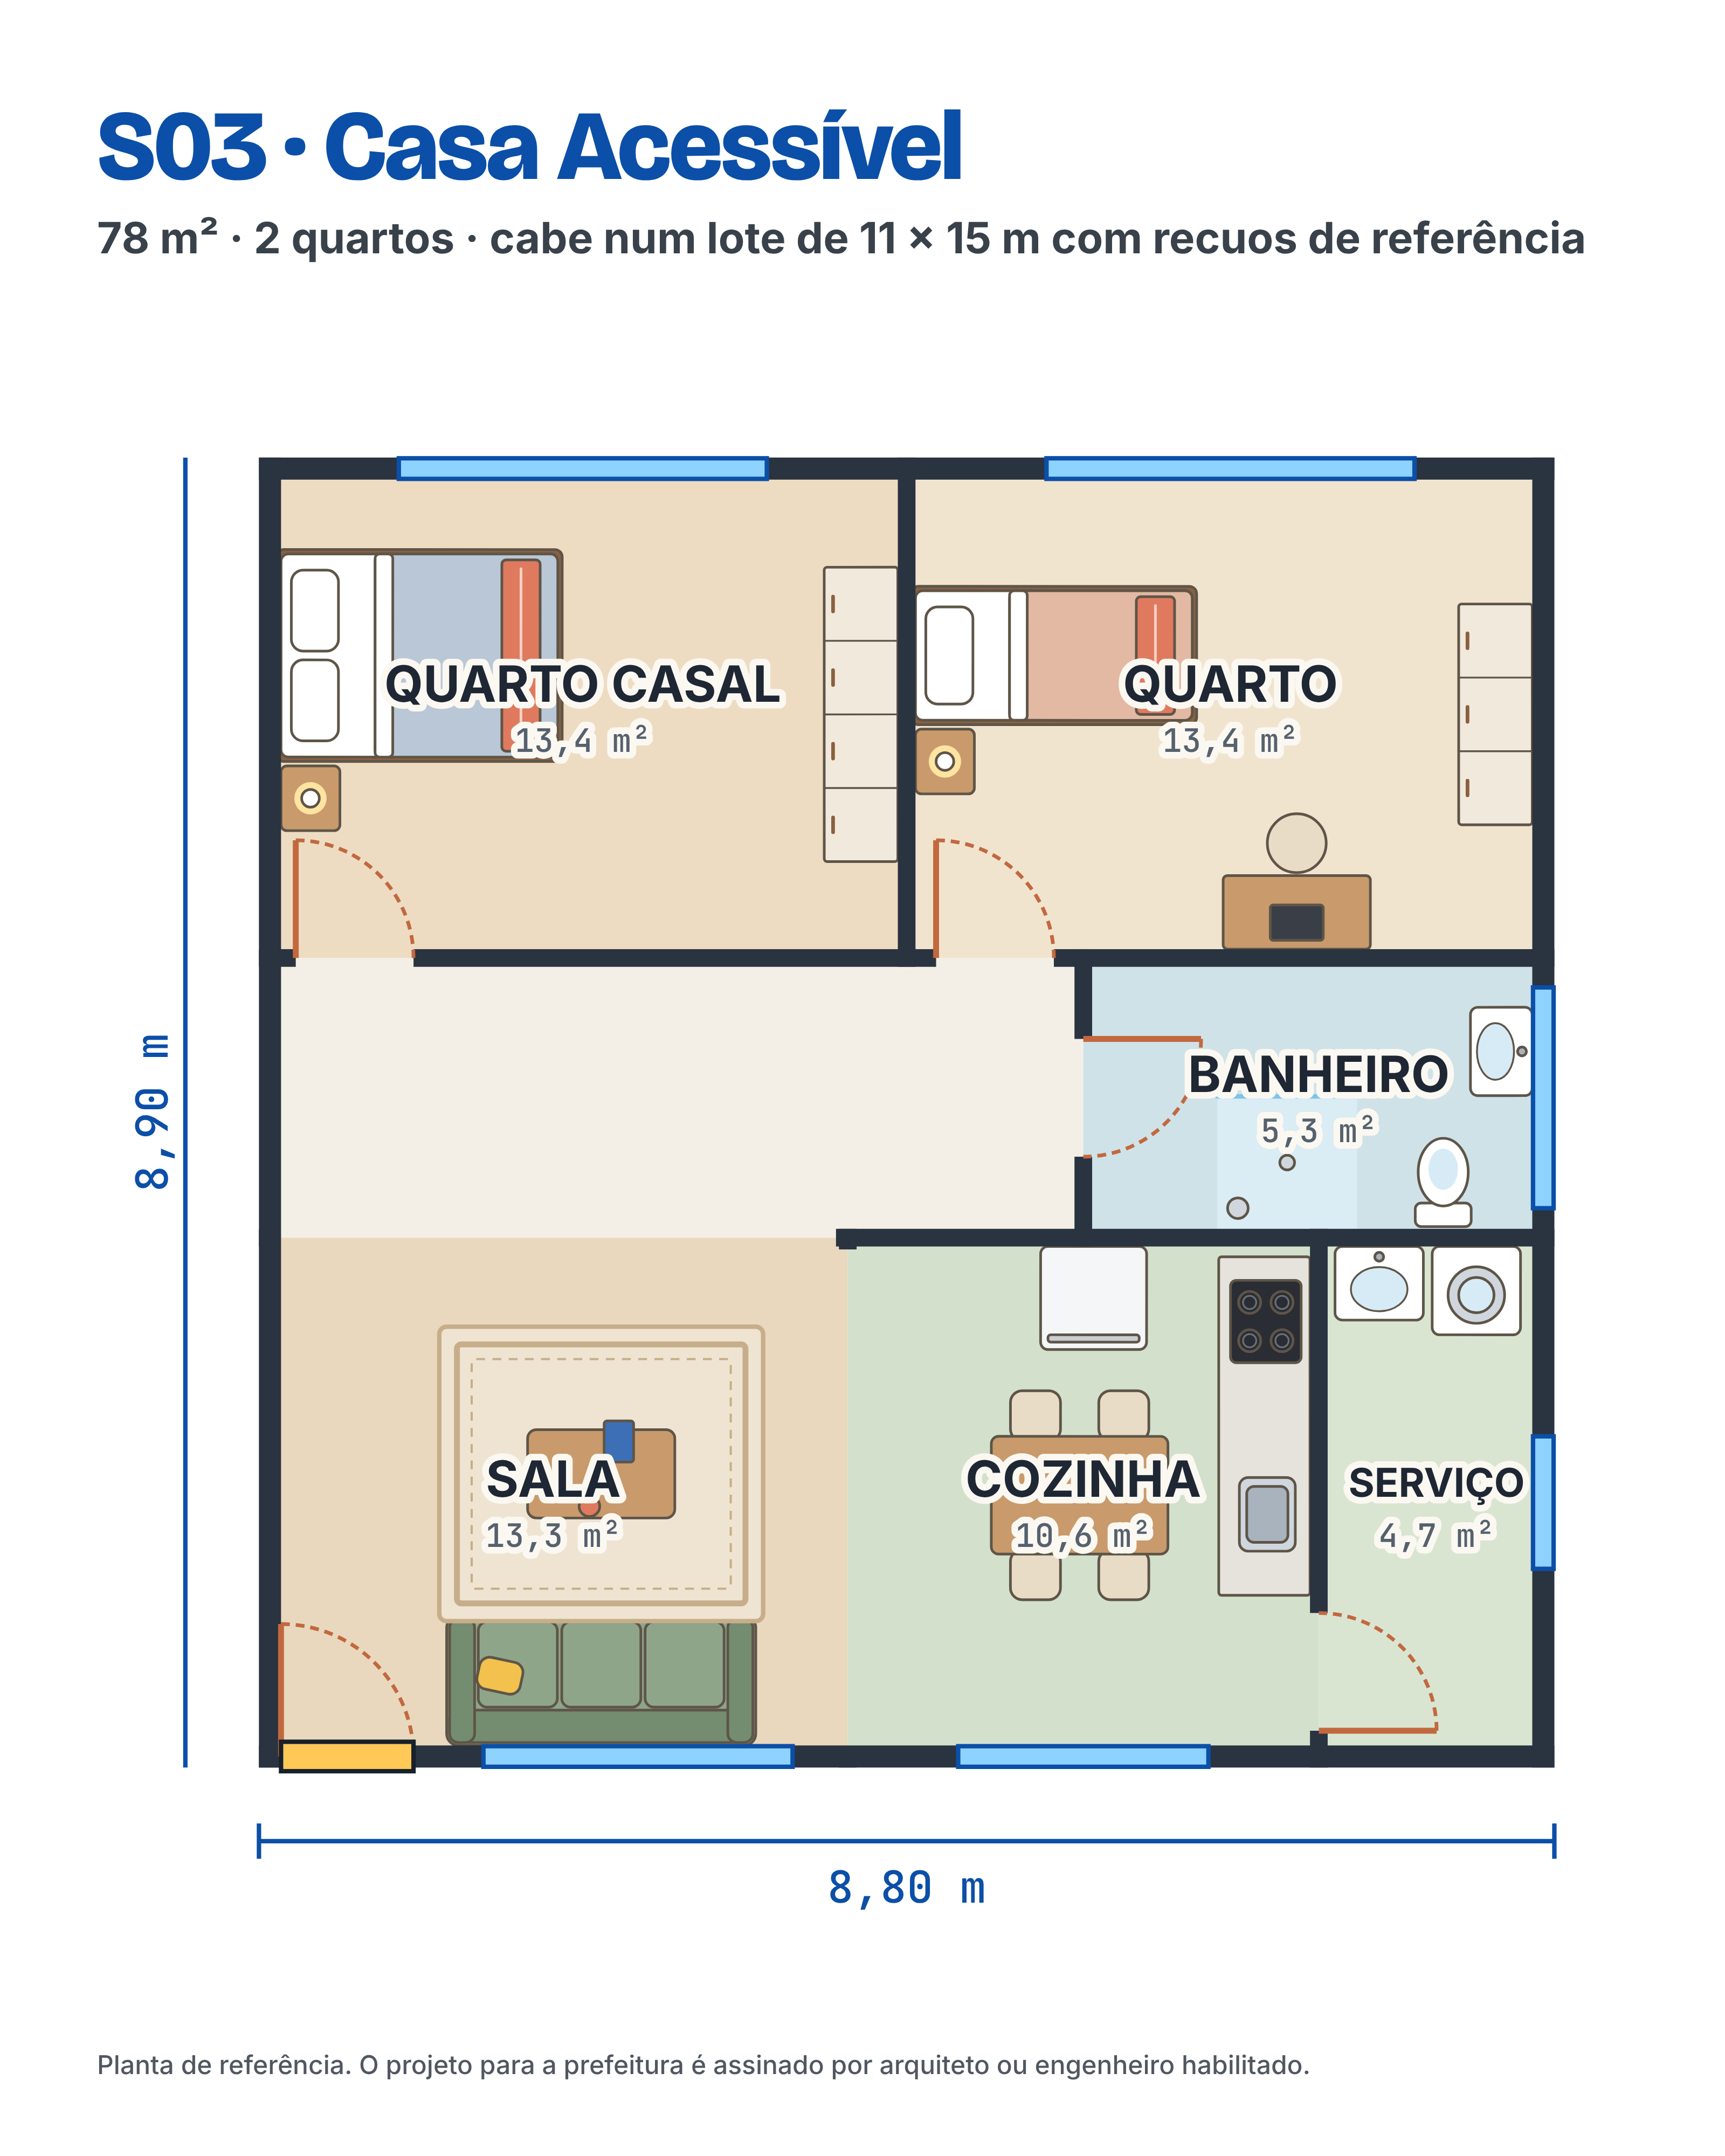 S03 · Casa Acessível
78 m² · 2 quartos · cabe num lote de 11 × 15 m com recuos de referência
QUARTO CASAL
13,4 m²
QUARTO
13,4 m²
8,90 m
BANHEIRO
5,3 m²
SALA
13,3 m²
COZINHA
10,6 m²
SERVIÇO
4,7 m²
8,80 m
Planta de referência. O projeto para a prefeitura é assinado por arquiteto ou engenheiro habilitado.